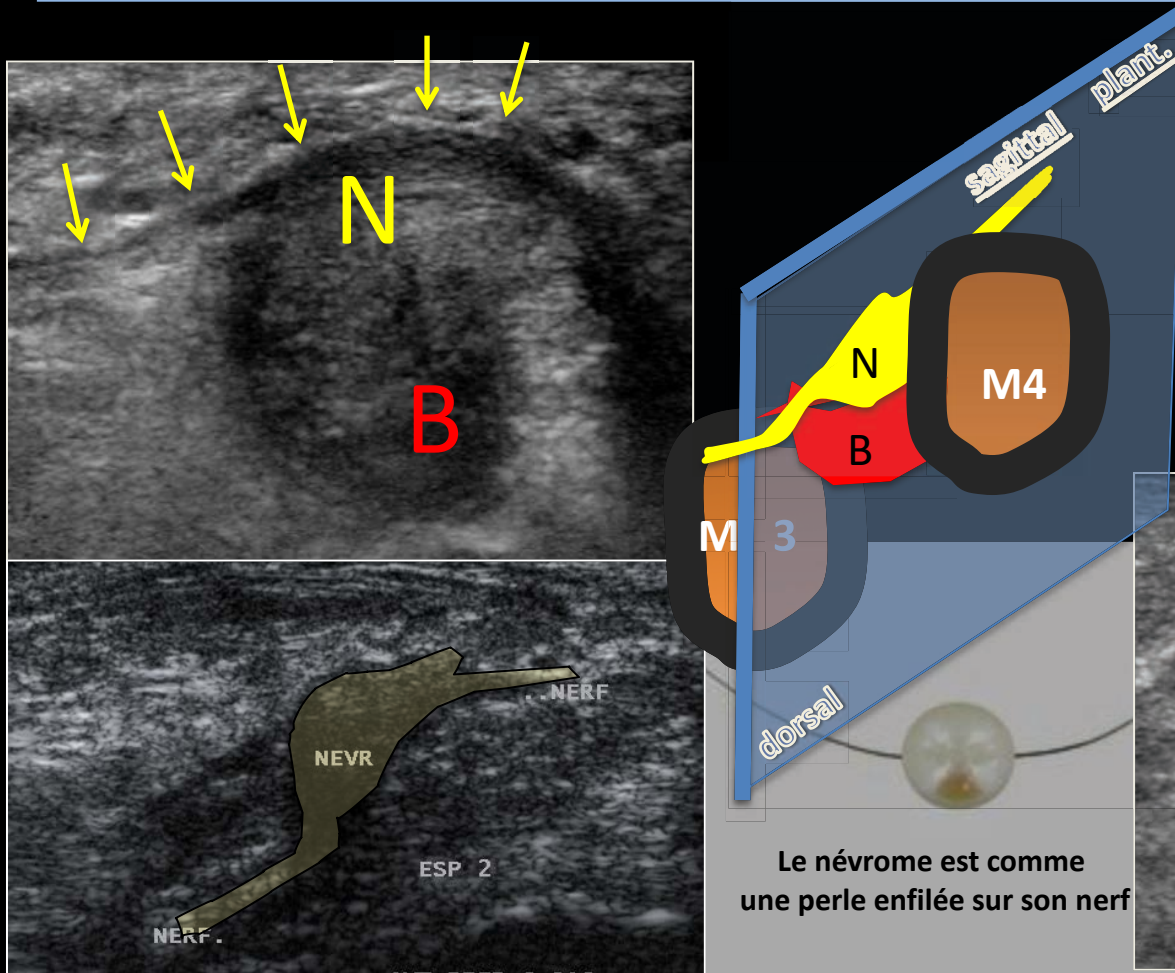 N
B
plant.
sagittal
N
M4
B
M 3
dorsal
..NERF
NEVR
ESP 2
NERF.
Le névrome est comme
une perle enfilée sur son nerf